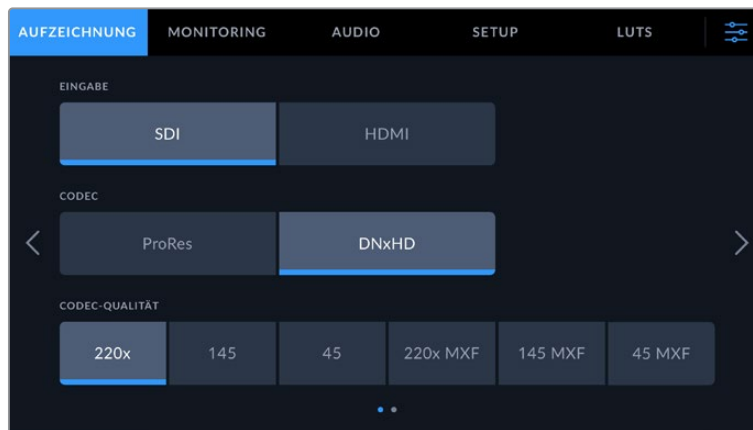 AUFZEICHNUNG MONITORING AUDIO SETUP LUTS
EINGABE
SDI HDMI
CODEC
ProRes DNxHD
CODEC-QUALITÄT
220x 145 45 220x MXF 145 MXF 45 MXF